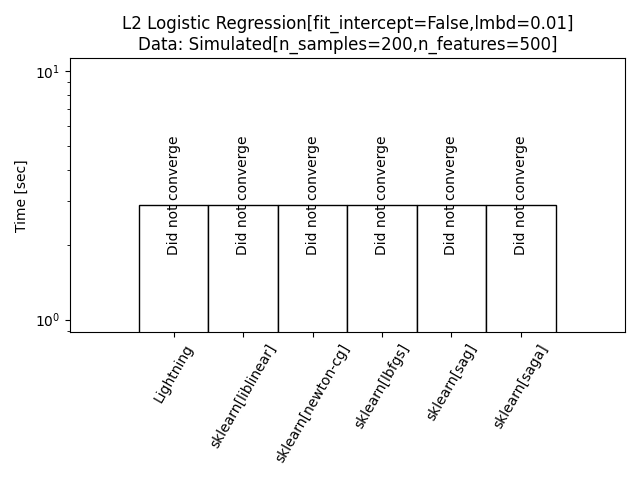 L2 Logistic Regression[fit_intercept=False,lmbd=0.01]
Data: Simulated[n_samples=200,n_features=500]
Time [sec]
10¹
10⁰
Did not converge
Did not converge
Did not converge
Did not converge
Did not converge
Did not converge
Lightning
sklearn[liblinear]
sklearn[newton-cg]
sklearn[lbfgs]
sklearn[sag]
sklearn[saga]